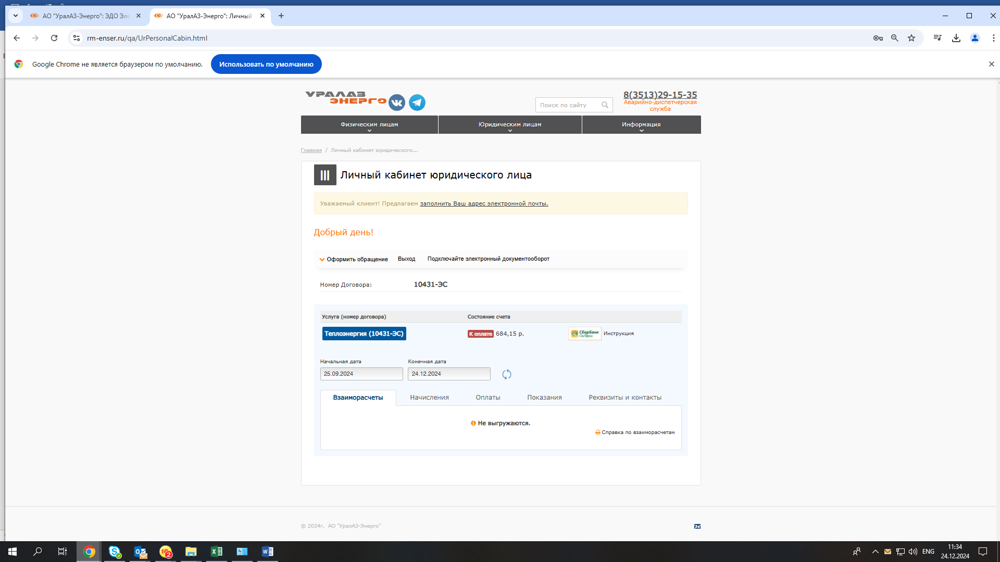 АО "УралАЗ-Энерго": ЭДО Эле
АО "УралАЗ-Энерго": Личный
rm-enser.ru/qa/UrPersonalCabin.html
Google Chrome не является браузером по умолчанию.
Использовать по умолчанию
УРАЛАЗ
ЭНЕРГО
Поиск по сайту
8(3513)29-15-35
Аварийно-диспетчерская
служба
Физическим лицам
Юридическим лицам
Информация
Главная / Личный кабинет юридического...
Личный кабинет юридического лица
Уважаемый клиент! Предлагаем заполнить Ваш адрес электронной почты.
Добрый день!
Оформить обращение
Выход
Подключайте электронный документооборот
Номер Договора:
10431-ЭС
Услуга (номер договора)
Состояние счета
Теплоэнергия (10431-ЭС)
К оплате 684,15 р.
Сбербанк
ОнЛ@йн
Инструкция
Начальная дата
Конечная дата
25.09.2024
24.12.2024
Взаиморасчеты
Начисления
Оплаты
Показания
Реквизиты и контакты
Не выгружаются.
Справка по взаиморасчетам
© 2024г. АО "УралАЗ-Энерго"
2
ENG
11:34
24.12.2024